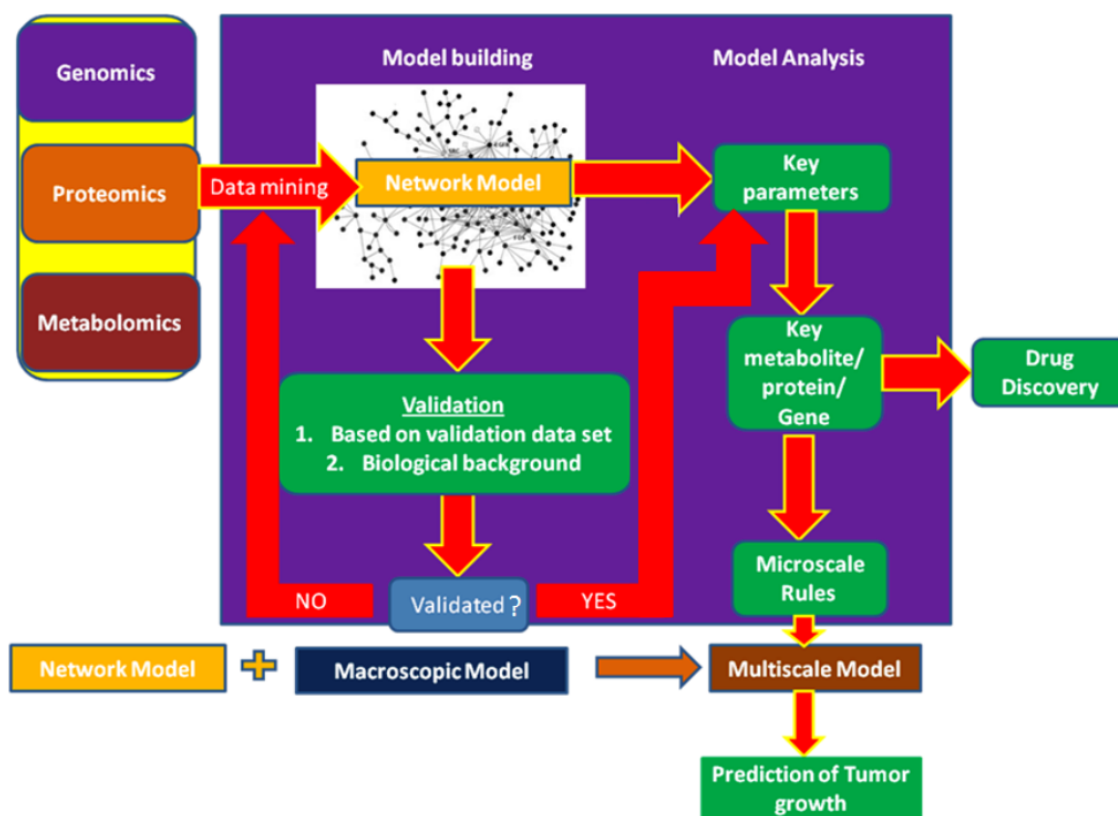 Genomics
Proteomics
Metabolomics
Data mining
Model building
Network Model
Validation
1. Based on validation data set
2. Biological background
Validated?
NO
YES
Model Analysis
Key
parameters
Key
metabolite/
protein/
Gene
Drug
Discovery
Microscale
Rules
Network Model
+
Macroscopic Model
Multiscale Model
Prediction of Tumor
growth